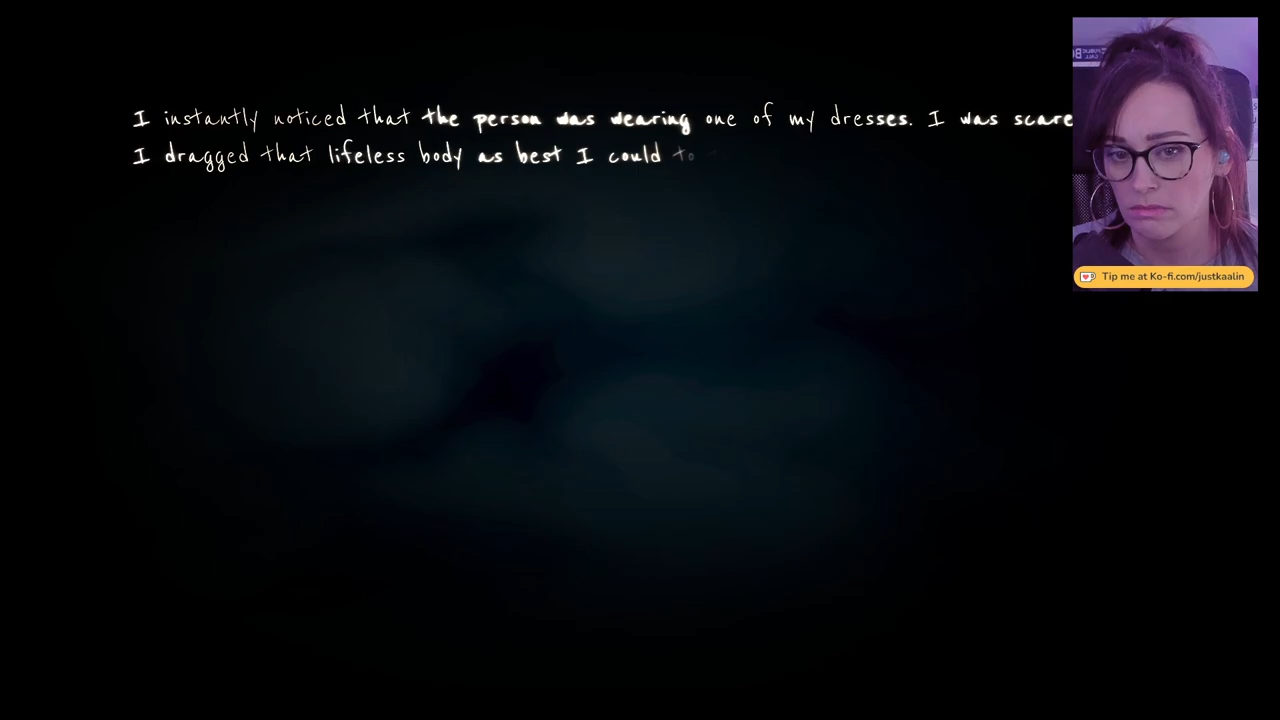 I instantly noticed that the person was wearing one of my dresses. I was scare
I dragged that lifeless body as best I could to
Tip me at Ko-fi.com/justkaalin